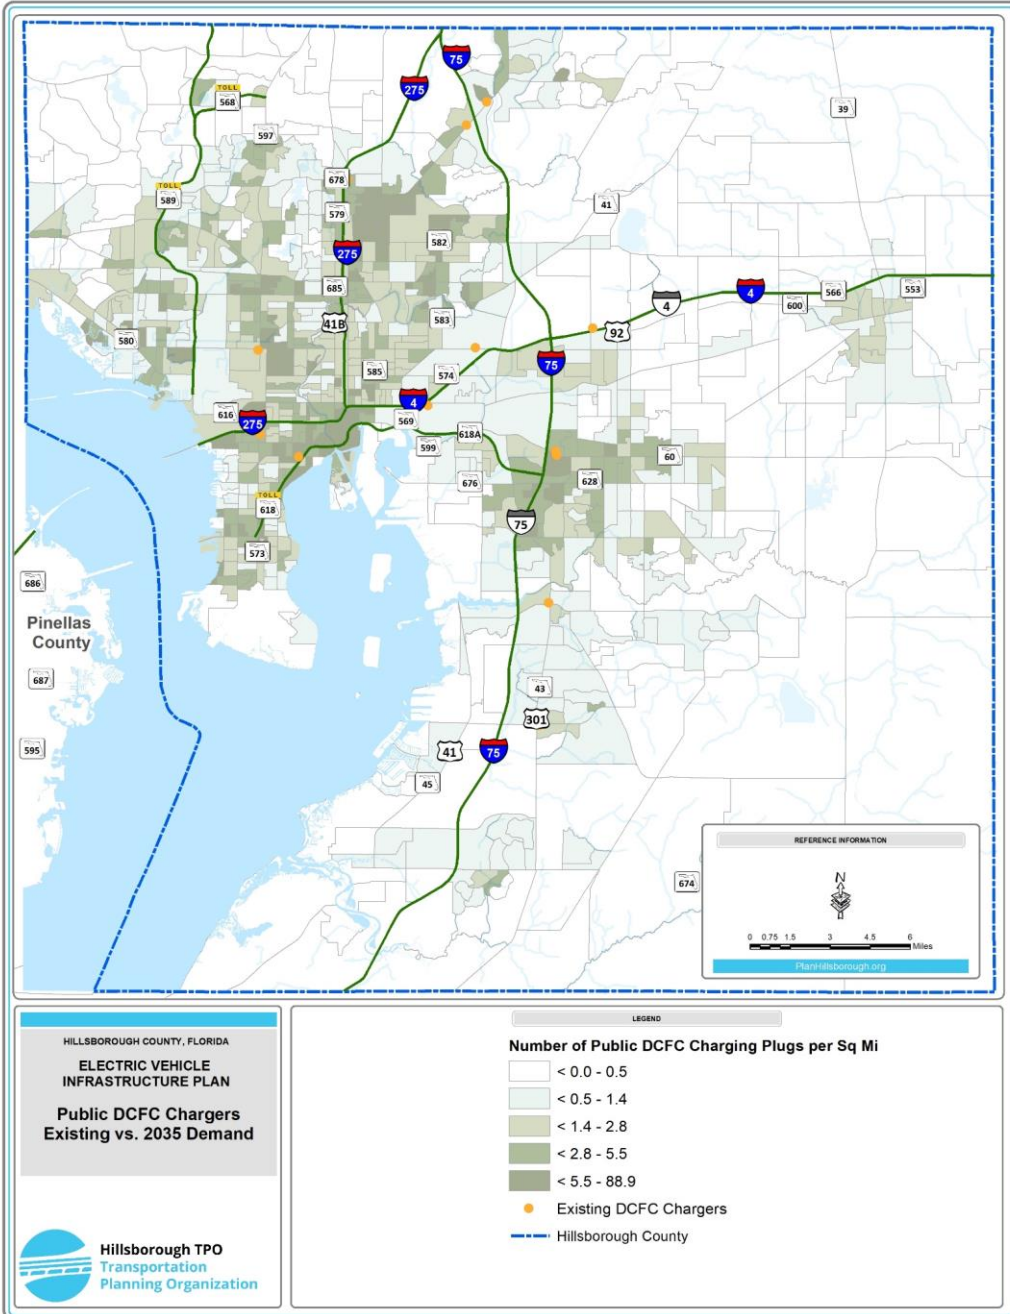 75
275
TOLL
568
39
597
678
TOLL
589
41
579
582
275
685
4
4
566
553
600
41B
583
92
580
75
585
574
4
616
275
569
618A
599
60
676
628
TOLL
618
75
573
686
Pinellas
County
687
43
301
595
41
75
45
REFERENCE INFORMATION
674
N
0 0.75 1.5 3 4.5 6
Miles
PlanHillsborough.org
HILLSBOROUGH COUNTY, FLORIDA
ELECTRIC VEHICLE
INFRASTRUCTURE PLAN
Public DCFC Chargers
Existing vs. 2035 Demand
Hillsborough TPO
Transportation
Planning Organization
LEGEND
Number of Public DCFC Charging Plugs per Sq Mi
< 0.0 - 0.5
< 0.5 - 1.4
< 1.4 - 2.8
< 2.8 - 5.5
< 5.5 - 88.9
Existing DCFC Chargers
Hillsborough County